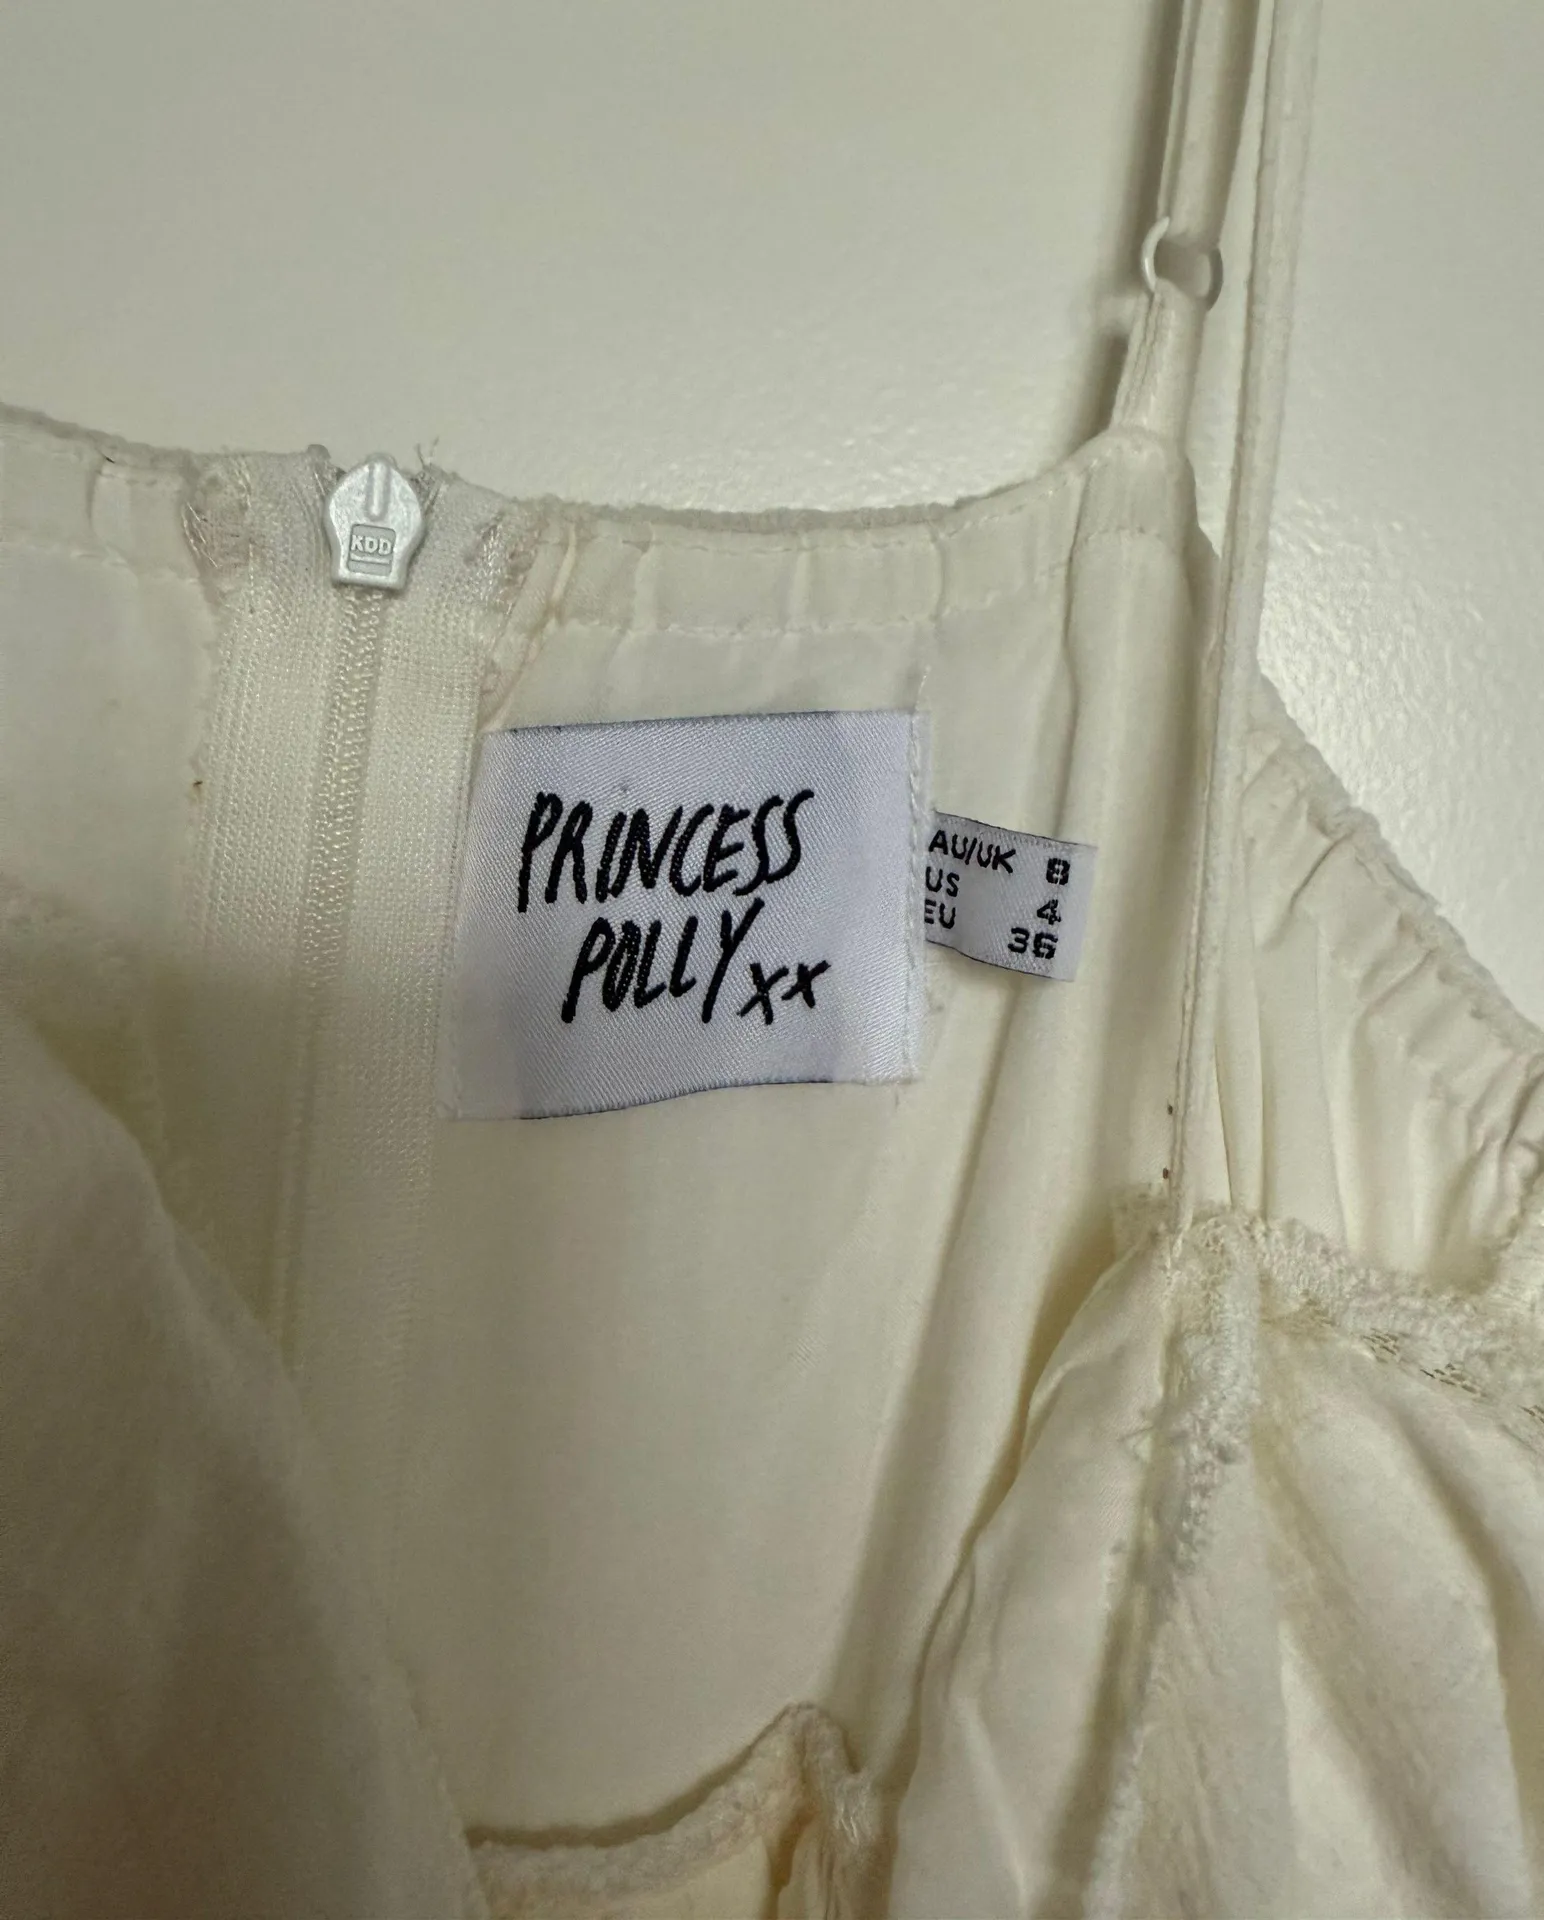 KDD
PRINCESS
POLLY xx
AU/UK 8
US 4
EU 36